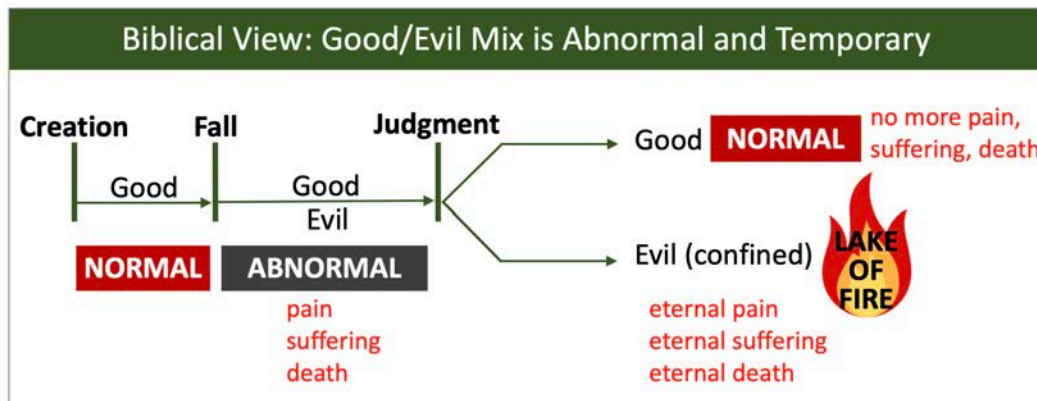 Biblical View: Good/Evil Mix is Abnormal and Temporary
Creation
Fall
Judgment
Good
Good
Evil
NORMAL
ABNORMAL
pain
suffering
death
Good
NORMAL
no more pain,
suffering, death
Evil (confined)
LAKE
OF
FIRE
eternal pain
eternal suffering
eternal death